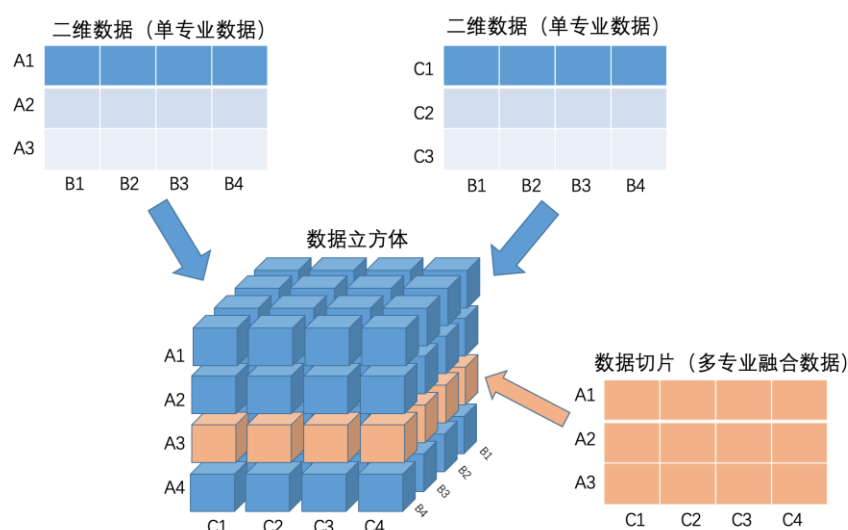 二维数据（单专业数据）
A1
A2
A3
B1 B2 B3 B4
二维数据（单专业数据）
C1
C2
C3
B1 B2 B3 B4
数据立方体
A1
A2
A3
A4
C1 C2 C3 C4
B4
B3
B2
B1
数据切片（多专业融合数据）
A1
A2
A3
C1 C2 C3 C4